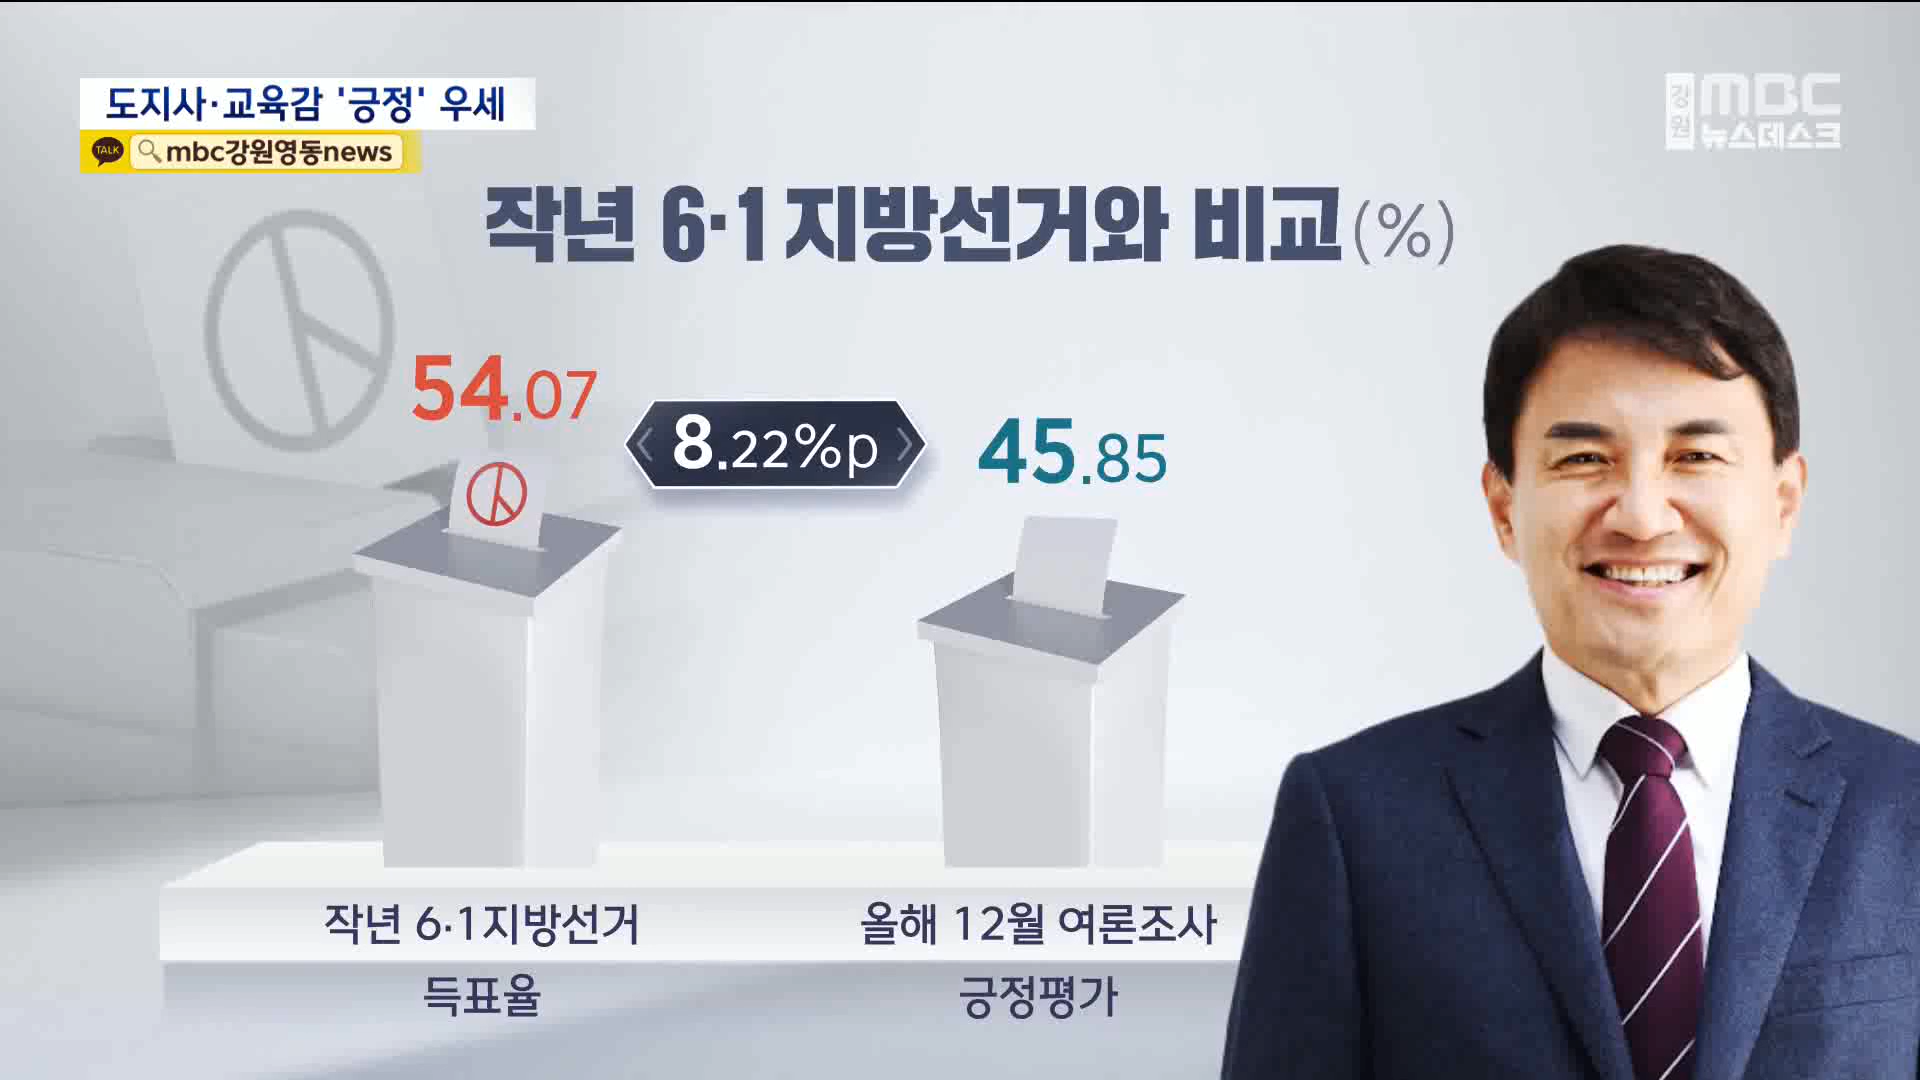 도지사·교육감 '긍정' 우세
TALK mbc강원영동news
강원 MBC
뉴스데스크
작년 6·1 지방선거와 비교(%)
54.07
8.22%p
45.85
작년 6·1지방선거
득표율
올해 12월 여론조사
긍정평가